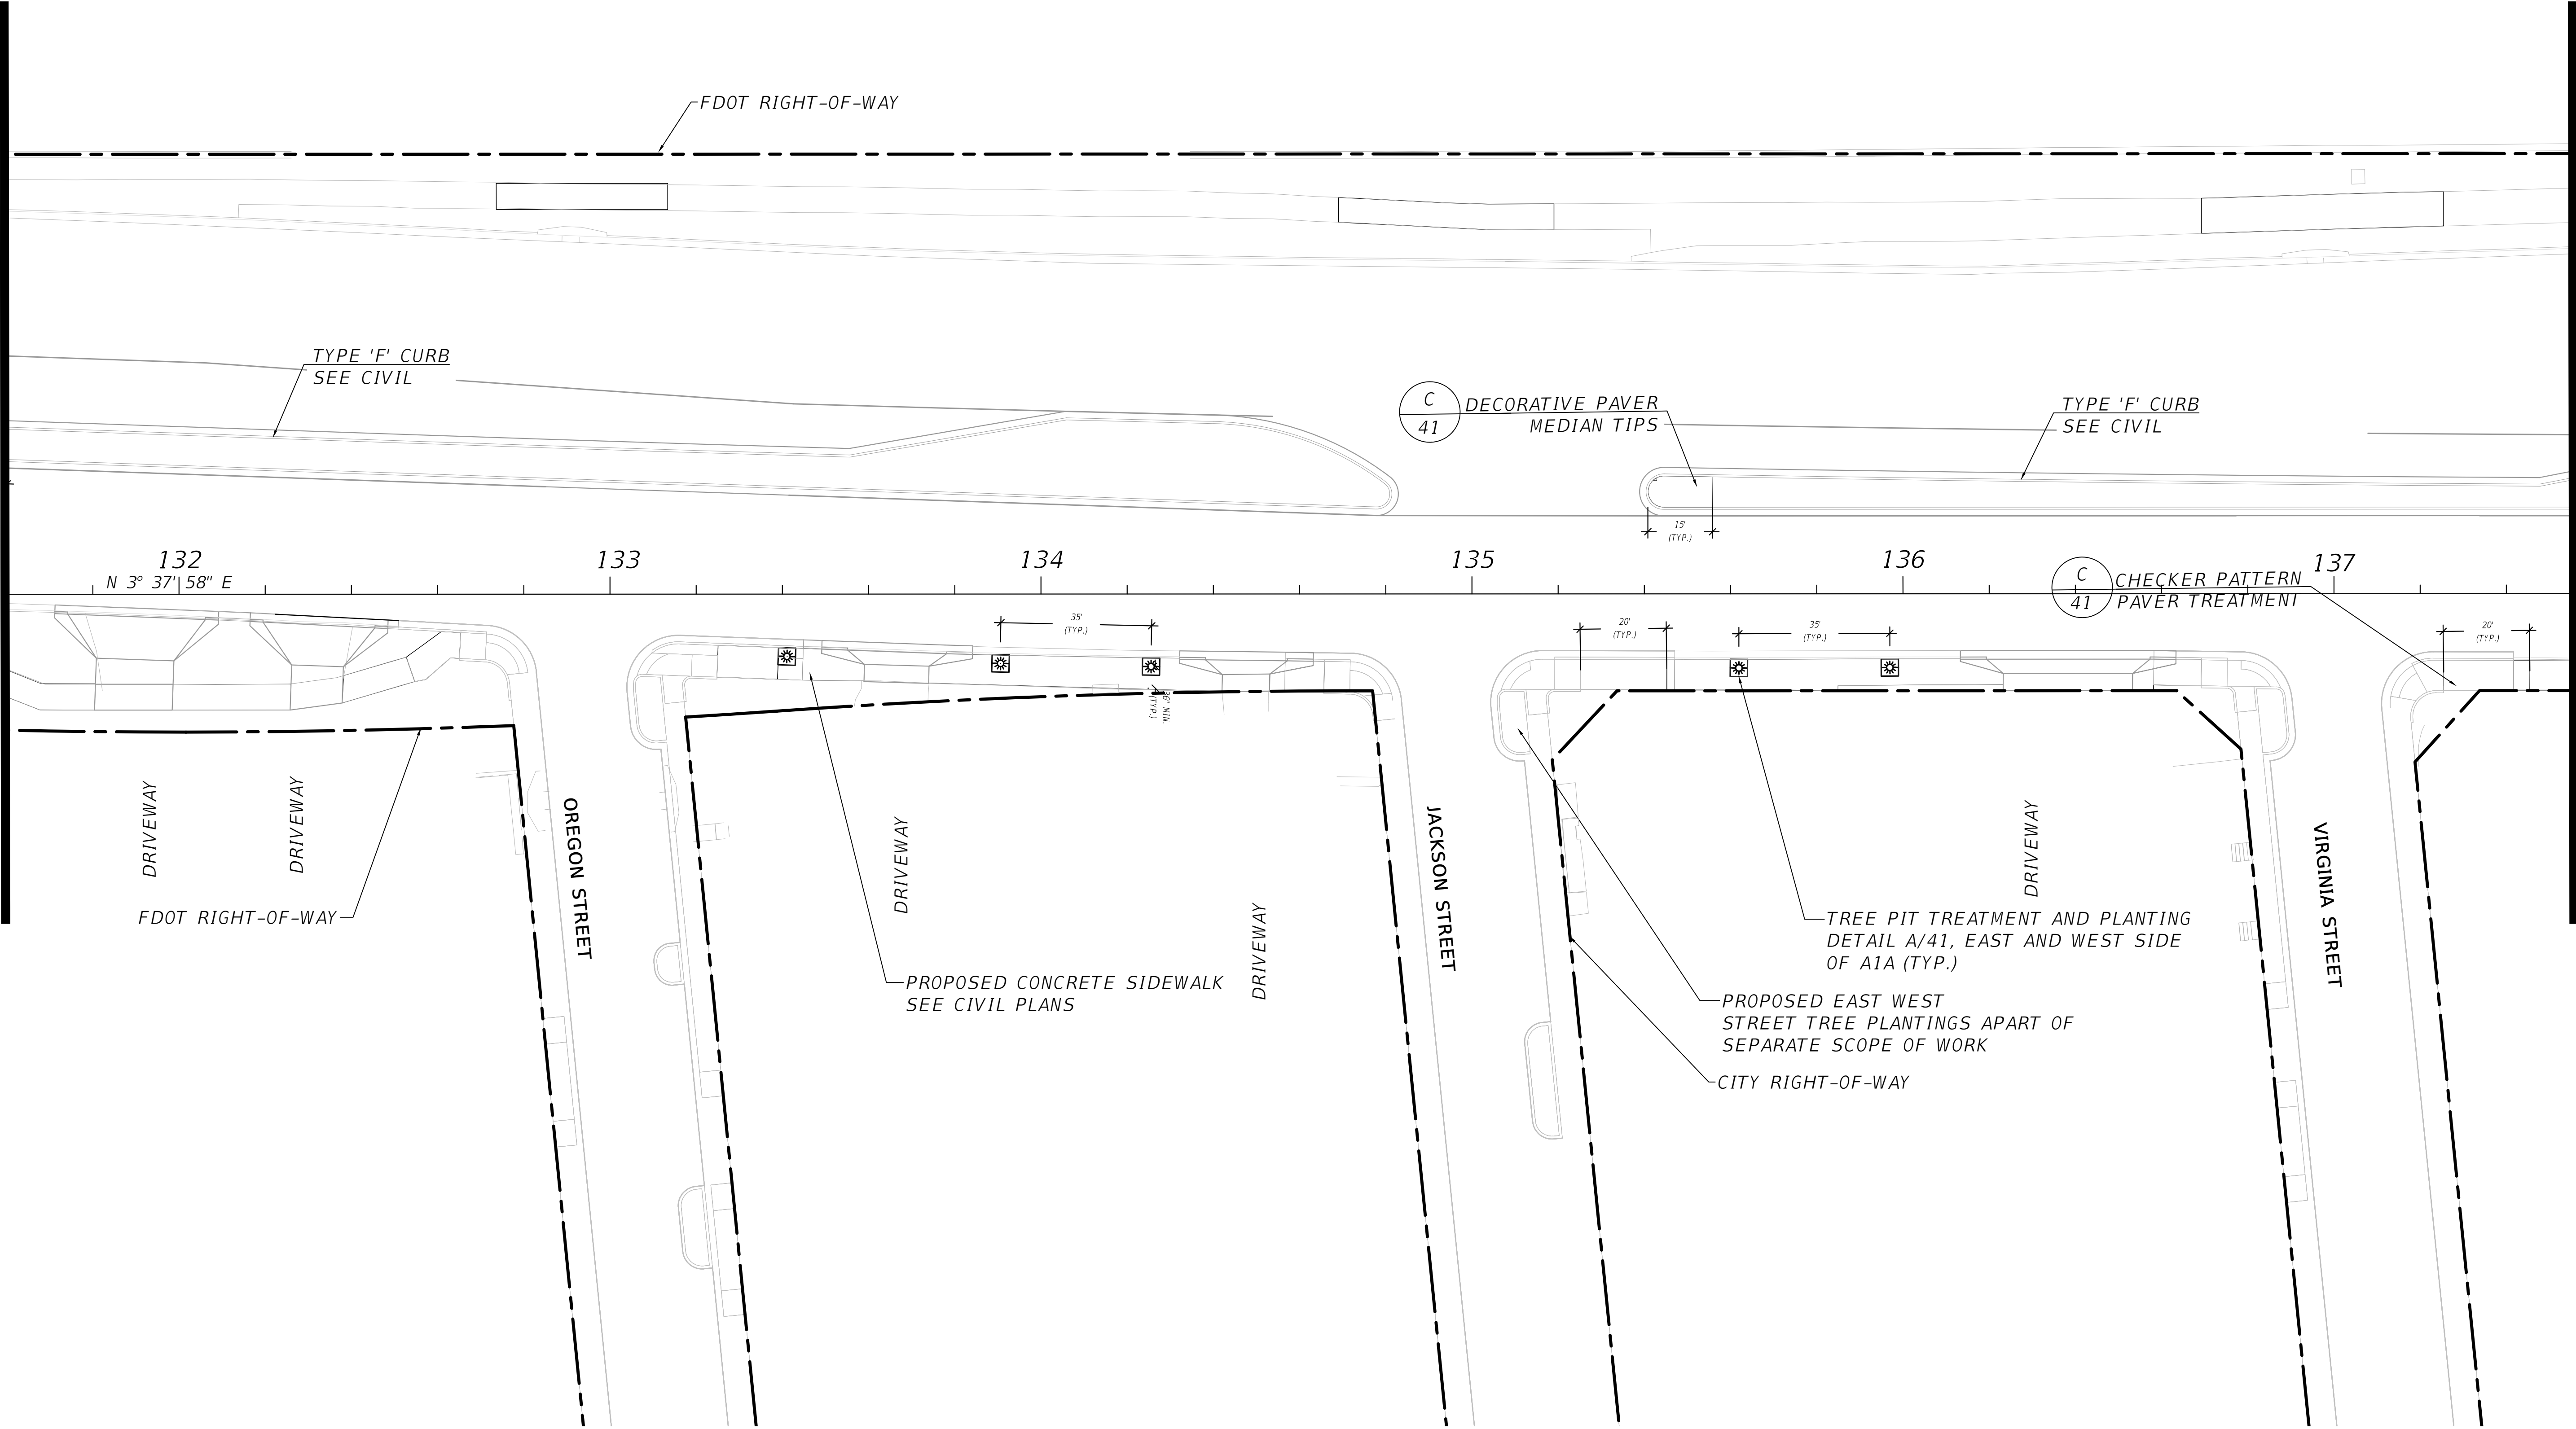 FDOT RIGHT-OF-WAY
TYPE 'F' CURB
SEE CIVIL
C
41
DECORATIVE PAVER
MEDIAN TIPS
TYPE 'F' CURB
SEE CIVIL
15'
(TYP.)
132
133
134
135
136
137
N 3° 37' 58" E
C
41
CHECKER PATTERN
PAVER TREATMENT
35'
(TYP.)
20'
(TYP.)
35'
(TYP.)
20'
(TYP.)
36" MIN.
(TYP.)
DRIVEWAY
DRIVEWAY
OREGON STREET
DRIVEWAY
DRIVEWAY
JACKSON STREET
DRIVEWAY
VIRGINIA STREET
FDOT RIGHT-OF-WAY
PROPOSED CONCRETE SIDEWALK
SEE CIVIL PLANS
TREE PIT TREATMENT AND PLANTING
DETAIL A/41, EAST AND WEST SIDE
OF A1A (TYP.)
PROPOSED EAST WEST
STREET TREE PLANTINGS APART OF
SEPARATE SCOPE OF WORK
CITY RIGHT-OF-WAY